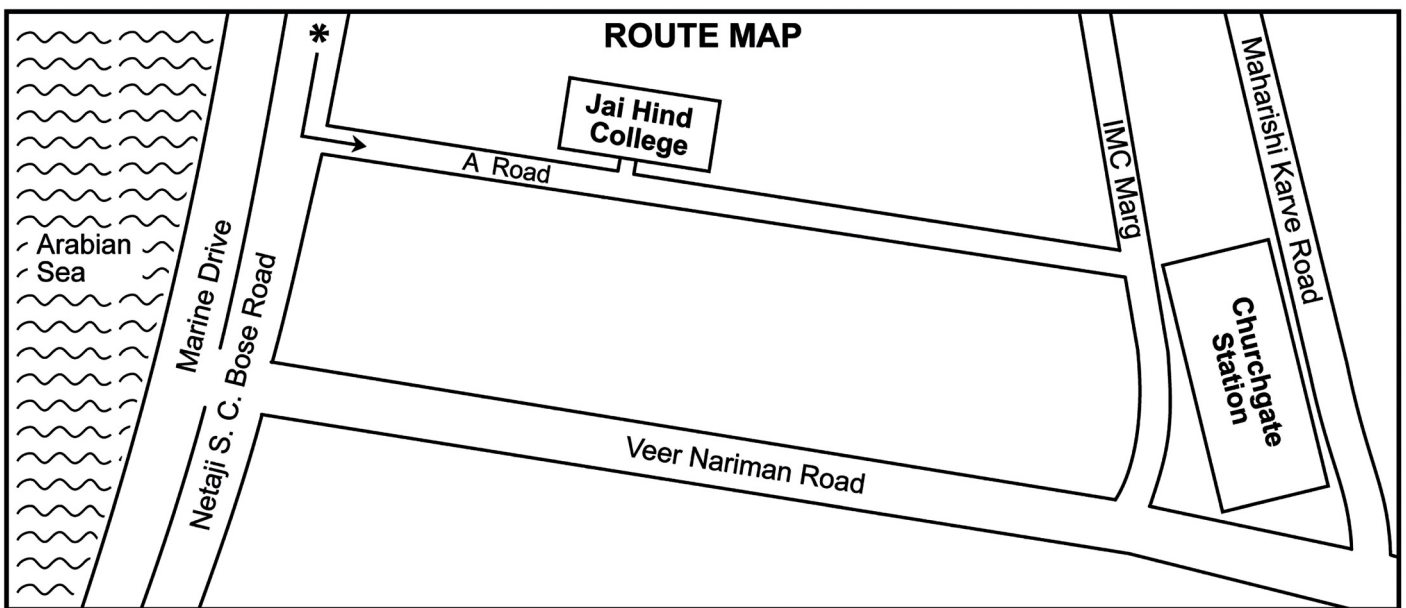 *
ROUTE MAP
Jai Hind
College
A Road
IMC Marg
Maharishi Karve Road
Arabian
Sea
Marine Drive
Netaji S. C. Bose Road
Churchgate
Station
Veer Nariman Road